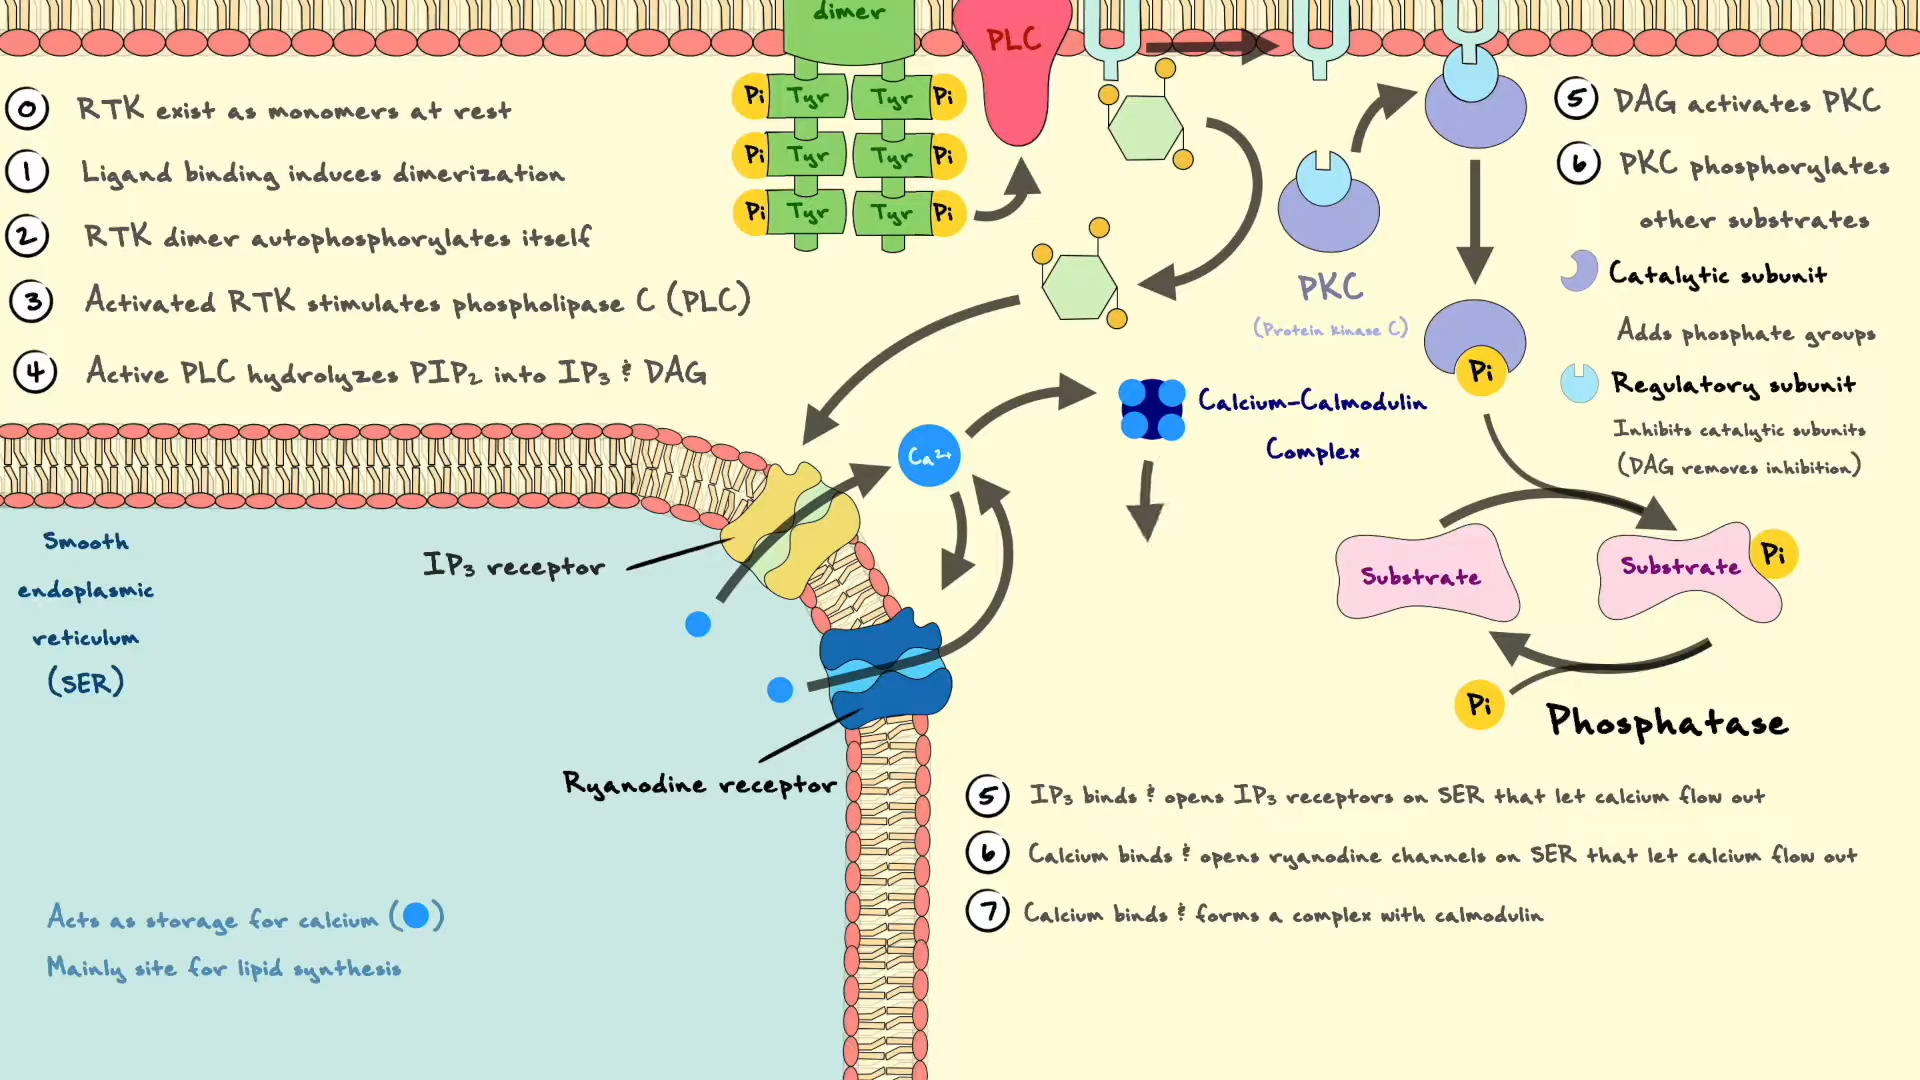 dimer
PLC
Pi Tyr Tyr Pi
Pi Tyr Tyr Pi
Pi Tyr Tyr Pi
0 RTK exist as monomers at rest
1 Ligand binding induces dimerization
2 RTK dimer autophosphorylates itself
3 Activated RTK stimulates phospholipase C (PLC)
4 Active PLC hydrolyzes PIP₂ into IP₃ & DAG
5 DAG activates PKC
6 PKC phosphorylates
other substrates
Catalytic subunit
Adds phosphate groups
Regulatory subunit
Inhibits catalytic subunits
(DAG removes inhibition)
PKC
(Protein kinase C)
Pi
Calcium-Calmodulin
Complex
Ca²⁺
Smooth
endoplasmic
reticulum
(SER)
IP₃ receptor
Ryanodine receptor
Substrate
Substrate
Pi
Pi
Phosphatase
5 IP₃ binds & opens IP₃ receptors on SER that let calcium flow out
6 Calcium binds & opens ryanodine channels on SER that let calcium flow out
7 Calcium binds & forms a complex with calmodulin
Acts as storage for calcium ( )
Mainly site for lipid synthesis